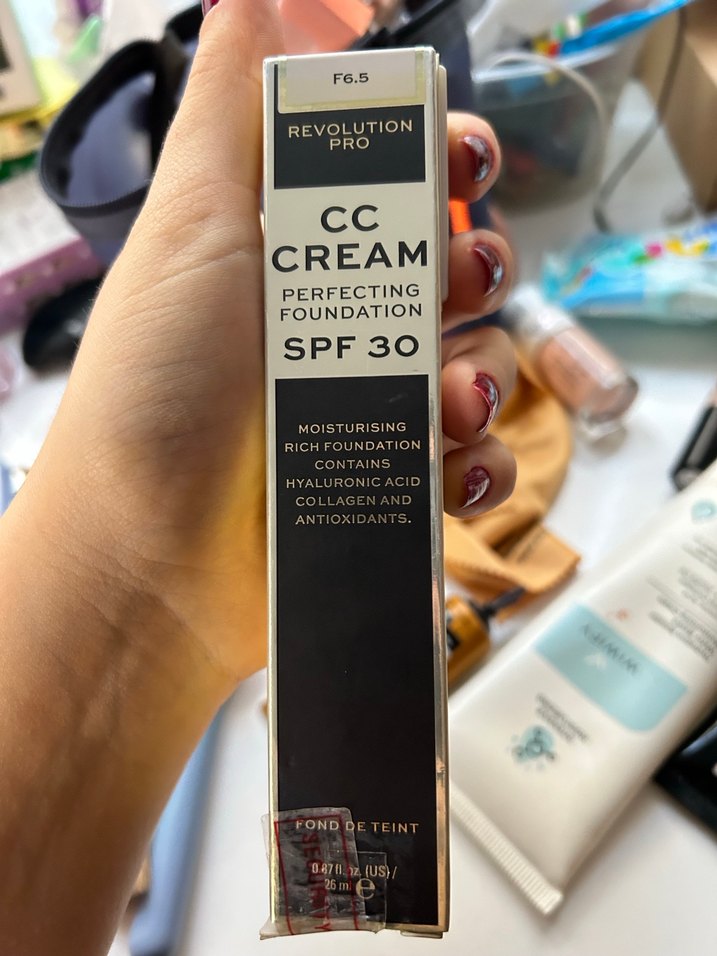 F6.5
REVOLUTION
PRO
CC
CREAM
PERFECTING
FOUNDATION
SPF 30
MOISTURISING
RICH FOUNDATION
CONTAINS
HYALURONIC ACID
COLLAGEN AND
ANTIOXIDANTS.
FOND DE TEINT
0.87 fl. oz. (US)/
26 ml e